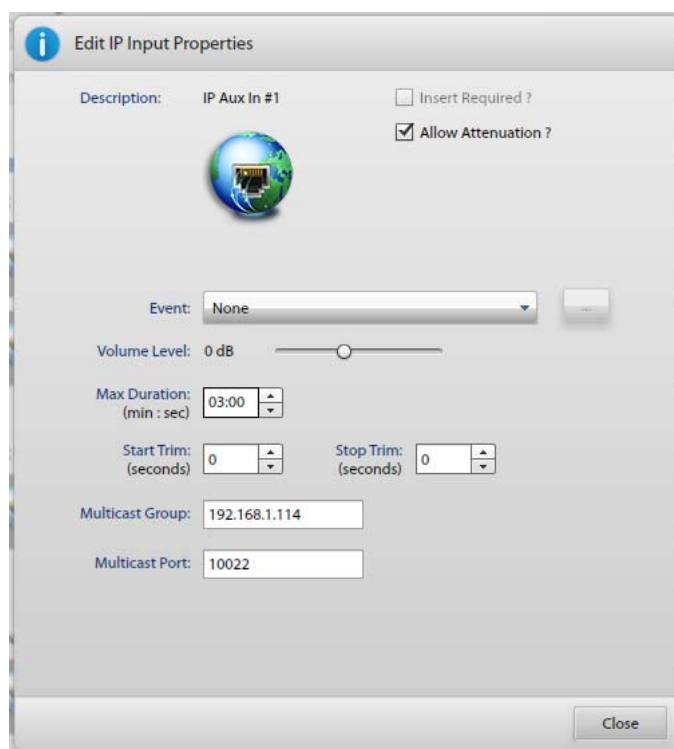 Edit IP Input Properties
Description: IP Aux In #1
Insert Required ?
Allow Attenuation ?
Event: None
...
Volume Level: 0 dB
Max Duration: 03:00
(min : sec)
Start Trim: 0
(seconds)
Stop Trim: 0
(seconds)
Multicast Group: 192.168.1.114
Multicast Port: 10022
Close